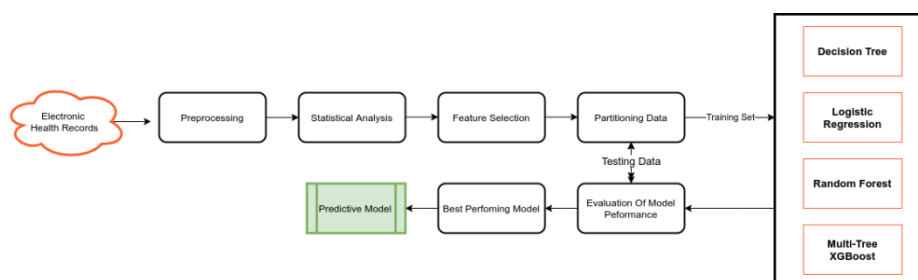 Electronic
Health Records
Preprocessing
Statistical Analysis
Feature Selection
Partitioning Data
Training Set
Decision Tree
Logistic
Regression
Random Forest
Multi-Tree
XGBoost
Testing Data
Evaluation Of Model
Peformance
Best Perfoming Model
Predictive Model